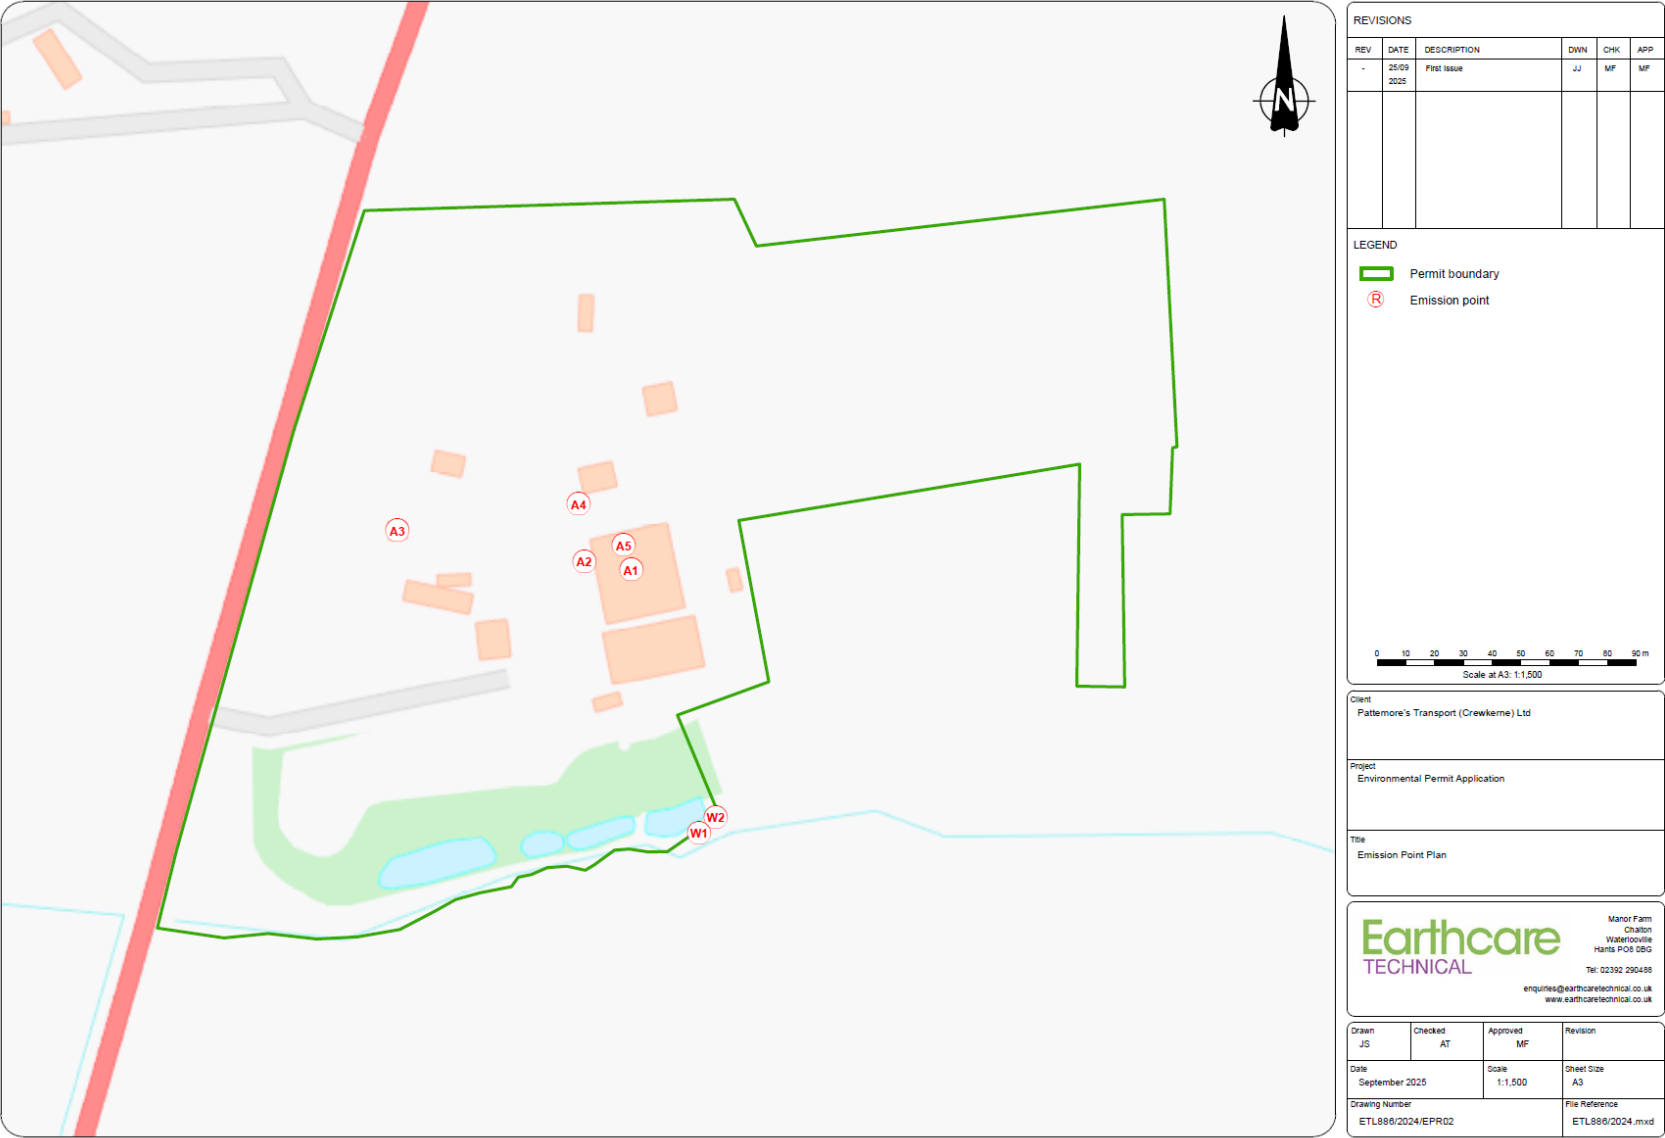 N
A4
A3
A5
A2
A1
W2
W1
REVISIONS
REV DATE DESCRIPTION DWN CHK APP
- 25/09 First Issue JJ MF MF
2025
LEGEND
Permit boundary
R Emission point
0 10 20 30 40 50 60 70 80 90 m
Scale at A3: 1:1,500
Client
Pattemore's Transport (Crewkerne) Ltd
Project
Environmental Permit Application
Title
Emission Point Plan
Earthcare
TECHNICAL
Manor Farm
Chalton
Waterlooville
Hants PO8 0BG
Tel: 02392 290488
enquiries@earthcaretechnical.co.uk
www.earthcaretechnical.co.uk
Drawn Checked Approved Revision
JS AT MF
Date Scale Sheet Size
September 2025 1:1,500 A3
Drawing Number File Reference
ETL886/2024/EPR02 ETL886/2024.mxd